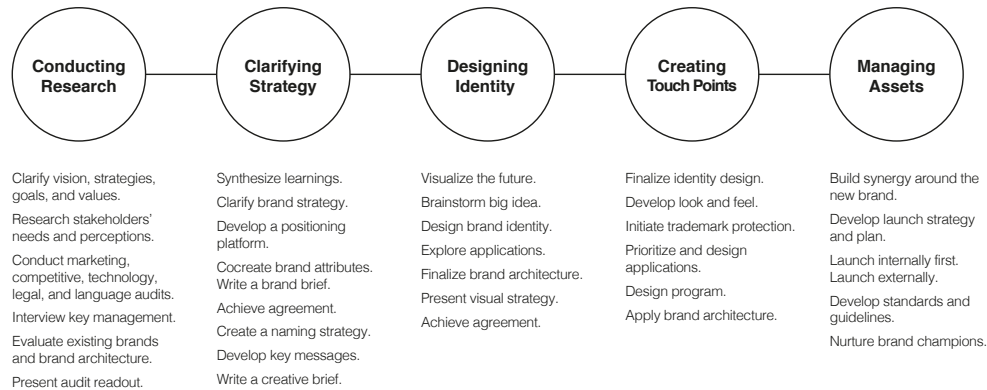 Conducting
Research
Clarifying
Strategy
Designing
Identity
Creating
Touch Points
Managing
Assets
Clarify vision, strategies,
goals, and values.
Research stakeholders’
needs and perceptions.
Conduct marketing,
competitive, technology,
legal, and language audits.
Interview key management.
Evaluate existing brands
and brand architecture.
Present audit readout.
Synthesize learnings.
Clarify brand strategy.
Develop a positioning
platform.
Cocreate brand attributes.
Write a brand brief.
Achieve agreement.
Create a naming strategy.
Develop key messages.
Write a creative brief.
Visualize the future.
Brainstorm big idea.
Design brand identity.
Explore applications.
Finalize brand architecture.
Present visual strategy.
Achieve agreement.
Finalize identity design.
Develop look and feel.
Initiate trademark protection.
Prioritize and design
applications.
Design program.
Apply brand architecture.
Build synergy around the
new brand.
Develop launch strategy
and plan.
Launch internally first.
Launch externally.
Develop standards and
guidelines.
Nurture brand champions.